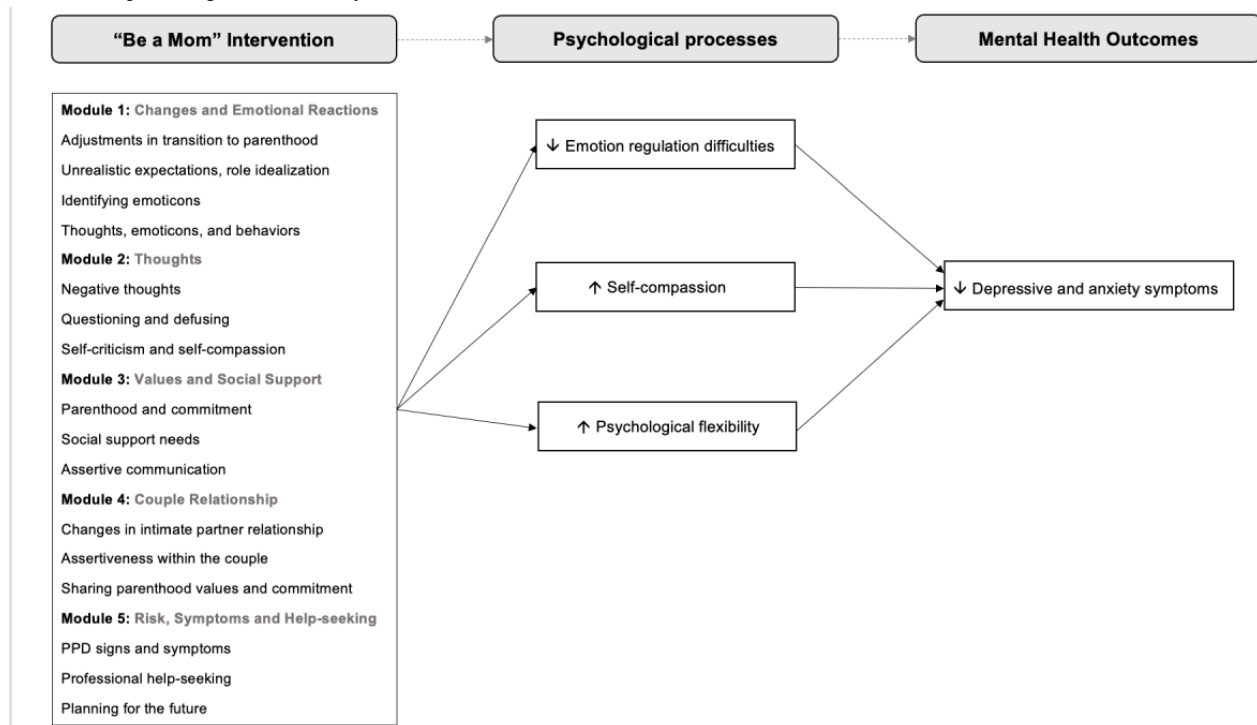 “Be a Mom” Intervention
Psychological processes
Mental Health Outcomes
Module 1: Changes and Emotional Reactions
Adjustments in transition to parenthood
Unrealistic expectations, role idealization
Identifying emoticons
Thoughts, emoticons, and behaviors
Module 2: Thoughts
Negative thoughts
Questioning and defusing
Self-criticism and self-compassion
Module 3: Values and Social Support
Parenthood and commitment
Social support needs
Assertive communication
Module 4: Couple Relationship
Changes in intimate partner relationship
Assertiveness within the couple
Sharing parenthood values and commitment
Module 5: Risk, Symptoms and Help-seeking
PPD signs and symptoms
Professional help-seeking
Planning for the future
↓ Emotion regulation difficulties
↑ Self-compassion
↑ Psychological flexibility
↓ Depressive and anxiety symptoms